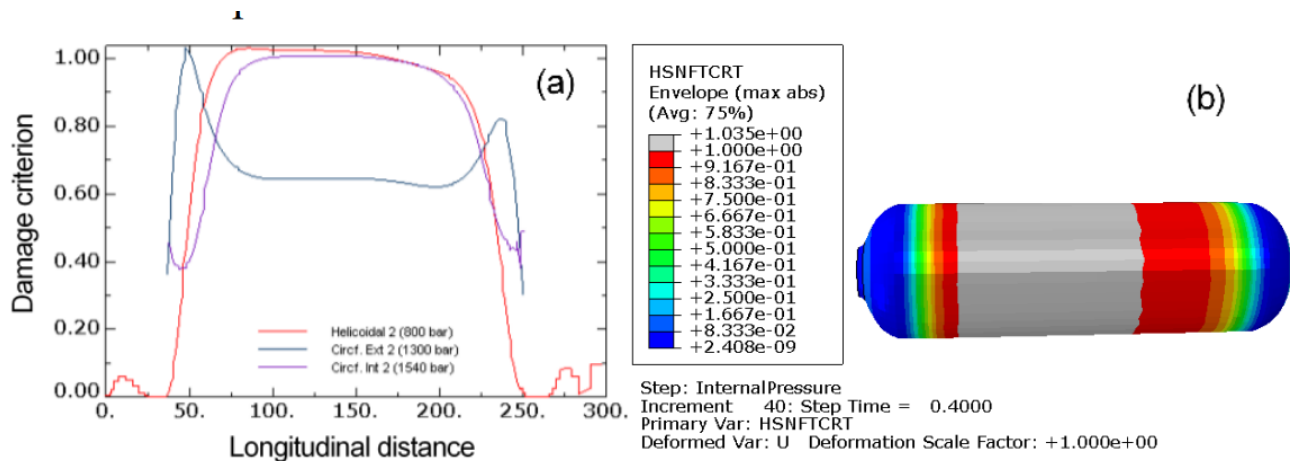 (a)
1.00
0.80
0.60
0.40
0.20
0.00
Damage criterion
Helicoidal 2 (800 bar)
Circf. Ext 2 (1300 bar)
Circf. Int 2 (1540 bar)
0. 50. 100. 150. 200. 250. 300.
Longitudinal distance
HSNFTCRT
Envelope (max abs)
(Avg: 75%)
+1.035e+00
+1.000e+00
+9.167e-01
+8.333e-01
+7.500e-01
+6.667e-01
+5.833e-01
+5.000e-01
+4.167e-01
+3.333e-01
+2.500e-01
+1.667e-01
+8.333e-02
+2.408e-09
(b)
Step: InternalPressure
Increment 40: Step Time = 0.4000
Primary Var: HSNFTCRT
Deformed Var: U Deformation Scale Factor: +1.000e+00